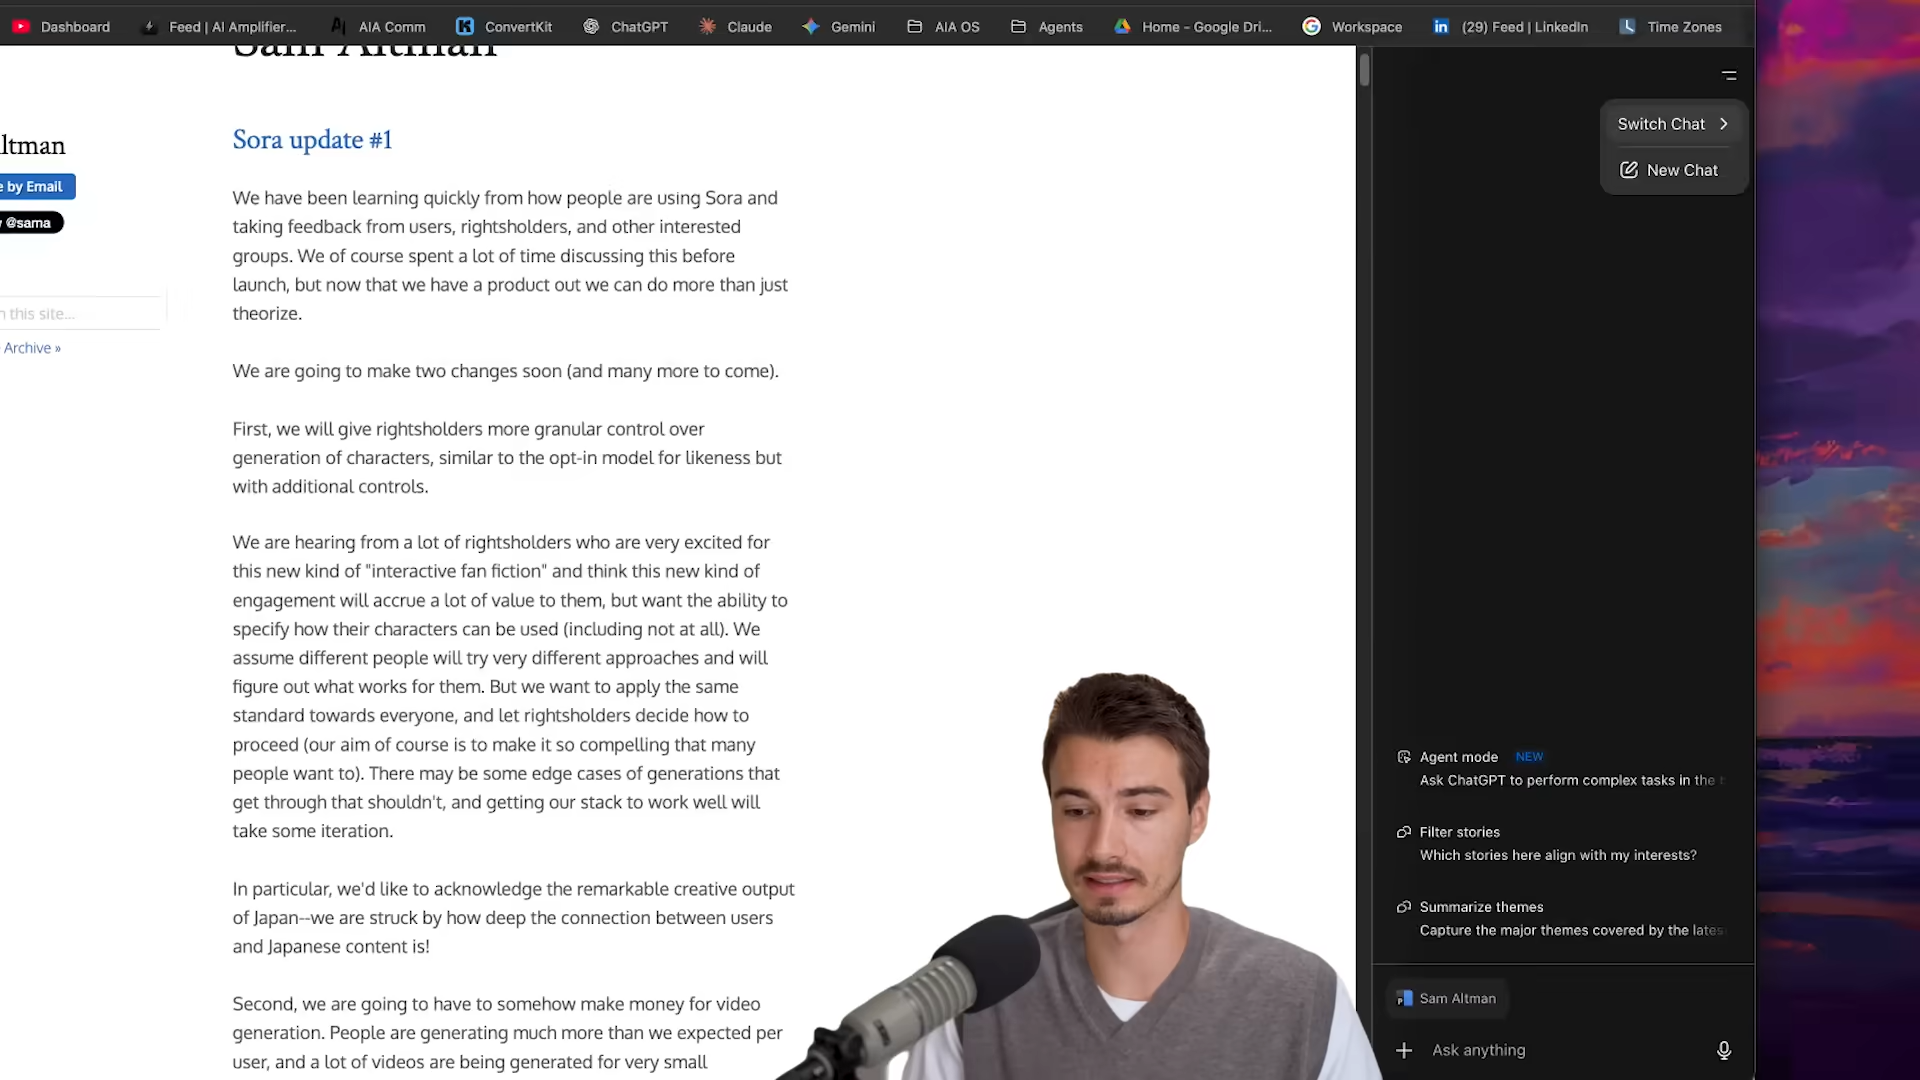 Dashboard
Feed | AI Amplifier...
AIA Comm
ConvertKit
ChatGPT
Claude
Gemini
AIA OS
Agents
Home - Google Dri...
Workspace
(29) Feed | LinkedIn
Time Zones
Sam Altman
ltman
e by Email
@sama
this site...
Archive »
Sora update #1
We have been learning quickly from how people are using Sora and
taking feedback from users, rightsholders, and other interested
groups. We of course spent a lot of time discussing this before
launch, but now that we have a product out we can do more than just
theorize.
We are going to make two changes soon (and many more to come).
First, we will give rightsholders more granular control over
generation of characters, similar to the opt-in model for likeness but
with additional controls.
We are hearing from a lot of rightsholders who are very excited for
this new kind of "interactive fan fiction" and think this new kind of
engagement will accrue a lot of value to them, but want the ability to
specify how their characters can be used (including not at all). We
assume different people will try very different approaches and will
figure out what works for them. But we want to apply the same
standard towards everyone, and let rightsholders decide how to
proceed (our aim of course is to make it so compelling that many
people want to). There may be some edge cases of generations that
get through that shouldn't, and getting our stack to work well will
take some iteration.
In particular, we'd like to acknowledge the remarkable creative output
of Japan--we are struck by how deep the connection between users
and Japanese content is!
Second, we are going to have to somehow make money for video
generation. People are generating much more than we expected per
user, and a lot of videos are being generated for very small
Switch Chat
New Chat
Agent mode NEW
Ask ChatGPT to perform complex tasks in the
Filter stories
Which stories here align with my interests?
Summarize themes
Capture the major themes covered by the lates
Sam Altman
Ask anything